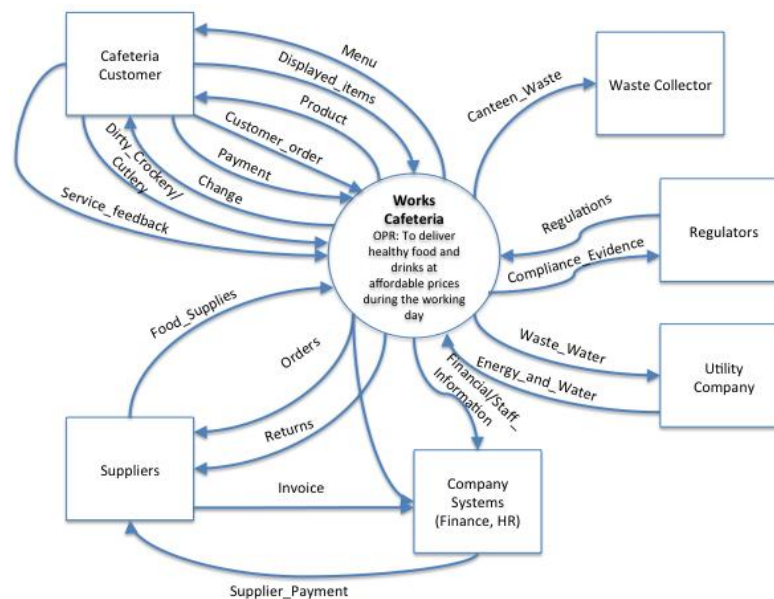 Cafeteria
Customer
Menu
Displayed_items
Product
Customer_order
Payment
Change
Dirty_Crockery/
Cutlery
Service_feedback
Canteen_Waste
Waste Collector
Works
Cafeteria
OPR: To deliver
healthy food and
drinks at
affordable prices
during the working
day
Regulations
Compliance_Evidence
Regulators
Waste_Water
Energy_and_Water
Utility
Company
Food_Supplies
Orders
Returns
Financial/Staff_
Information
Suppliers
Invoice
Company
Systems
(Finance, HR)
Supplier_Payment